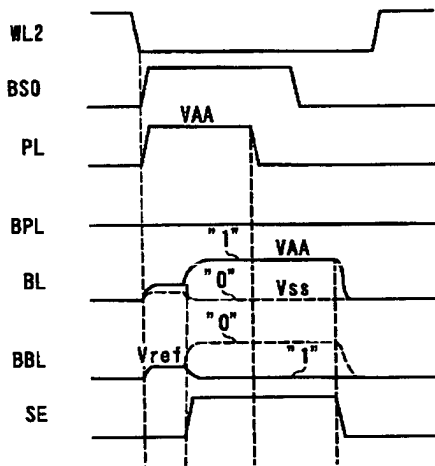 WL2
BS0
VAA
PL
BPL
"1" VAA
BL "0" Vss
"0"
BBL Vref "1"
SE